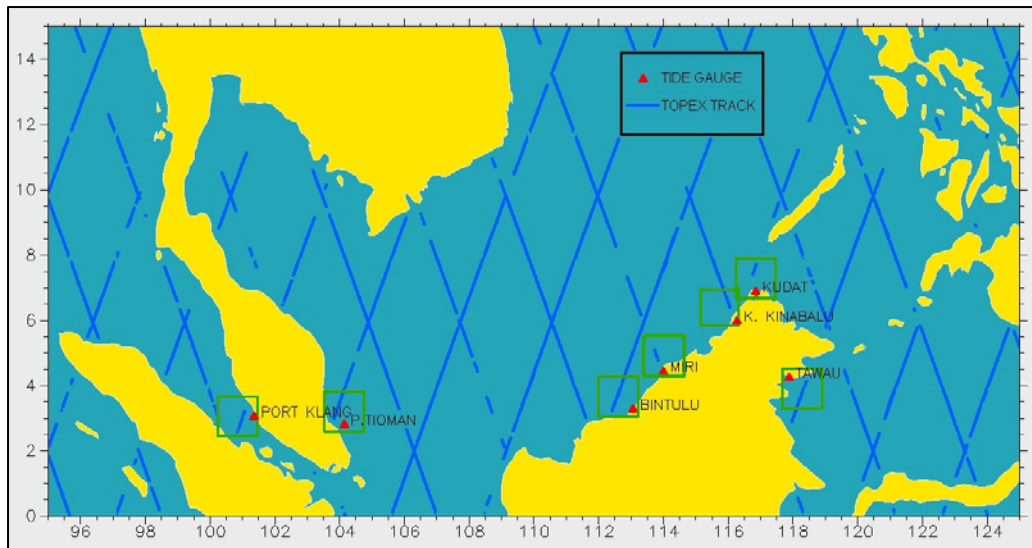 14
12
10
8
6
4
2
0
TIDE GAUGE
TOPEX TRACK
KUDAT
K. KINABALU
MIRI
TAWAU
BINTULU
PORT KLANG
P.TIOMAN
96 98 100 102 104 106 108 110 112 114 116 118 120 122 124